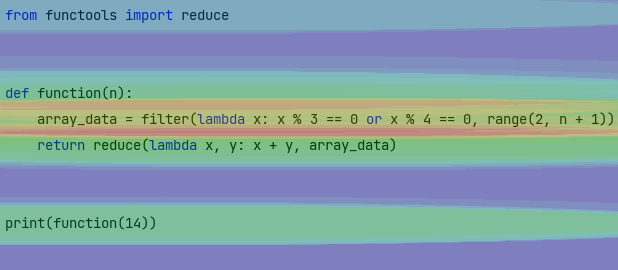 from functools import reduce
def function(n):
    array_data = filter(lambda x: x % 3 == 0 or x % 4 == 0, range(2, n + 1))
    return reduce(lambda x, y: x + y, array_data)
print(function(14))